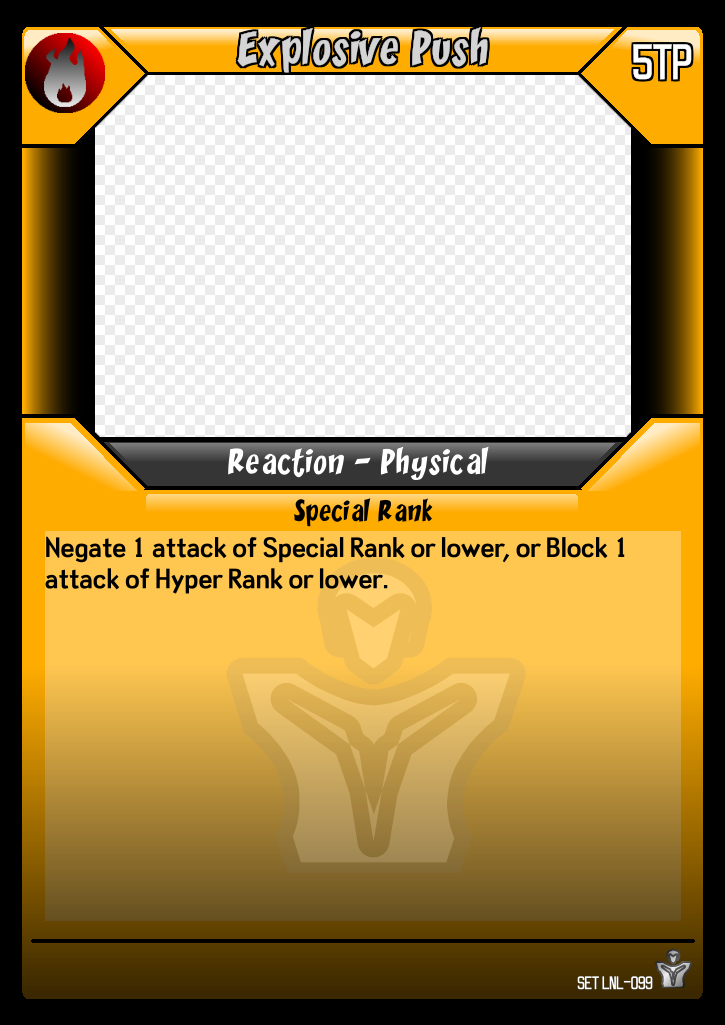 Explosive Push
5TP
Reaction - Physical
Special Rank
Negate 1 attack of Special Rank or lower, or Block 1
attack of Hyper Rank or lower.
SET LNL-099